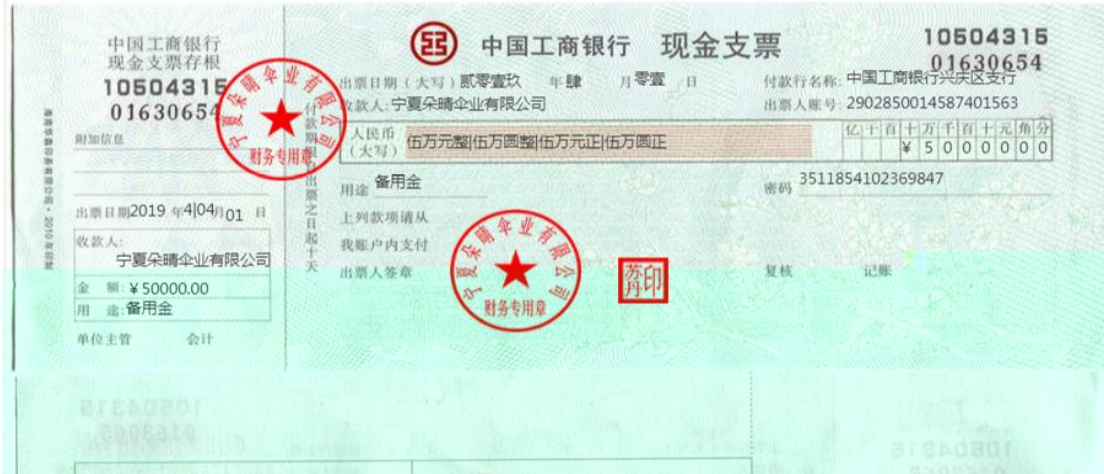 中国工商银行
现金支票存根
10504315
01630654
附加信息
出票日期2019 年4|04月01 日
收款人:
宁夏朵晴伞业有限公司
金 额:¥50000.00
用 途:备用金
单位主管 会计
宁夏朵晴伞业有限公司
财务专用章
付款期限自出票之日起十天
中国工商银行 现金支票
10504315
01630654
出票日期(大写)贰零壹玖 年肆 月零壹 日
付款行名称:中国工商银行兴庆区支行
收款人:宁夏朵晴伞业有限公司
出票人账号:2902850014587401563
人民币
(大写)
伍万元整|伍万圆整|伍万元正|伍万圆正
亿千百十万千百十元角分
¥5000000
用途 备用金
密码 3511854102369847
上列款项请从
我账户内支付
出票人签章
宁夏朵晴伞业有限公司
财务专用章
苏丹印
复核 记账